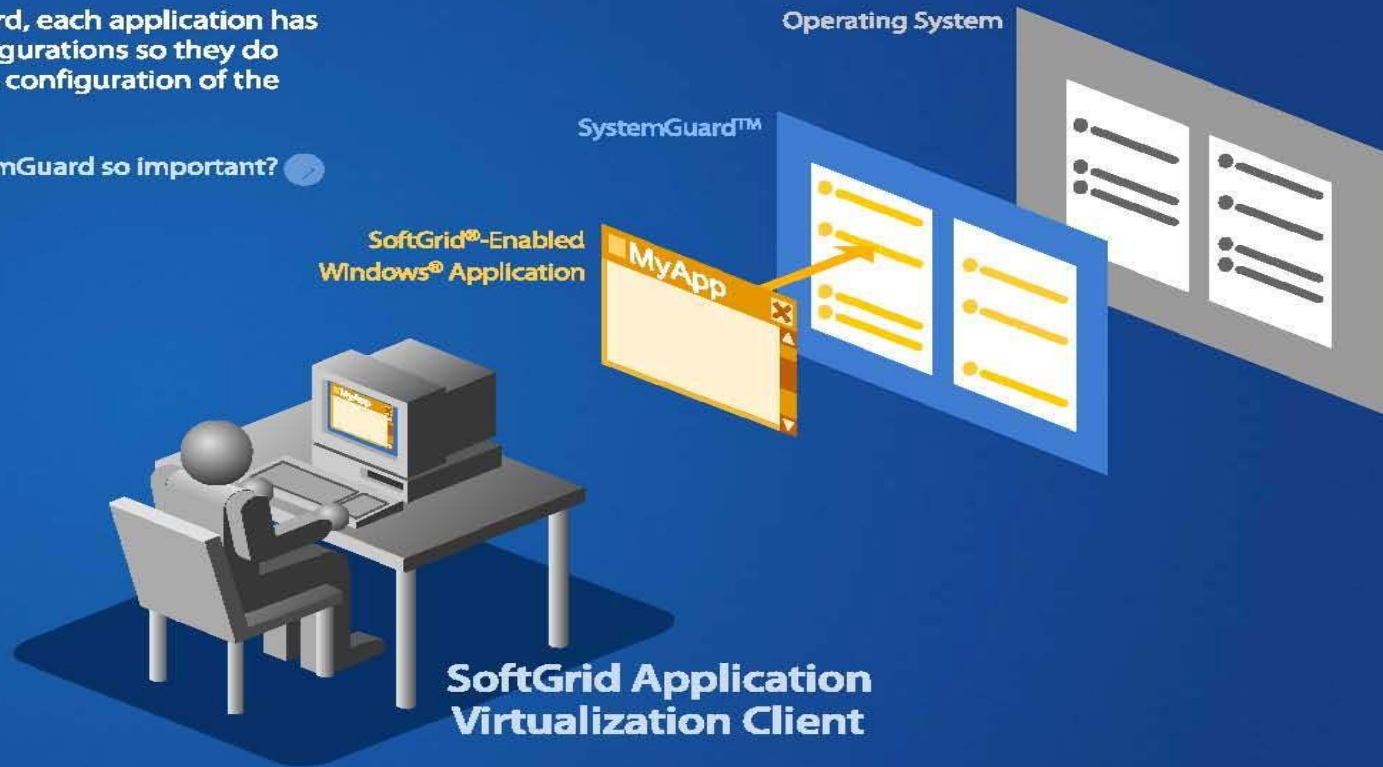 rd, each application has
gurations so they do
configuration of the
mGuard so important?
Operating System
SystemGuard™
SoftGrid®-Enabled
Windows® Application
MyApp
MyApp
SoftGrid Application
Virtualization Client